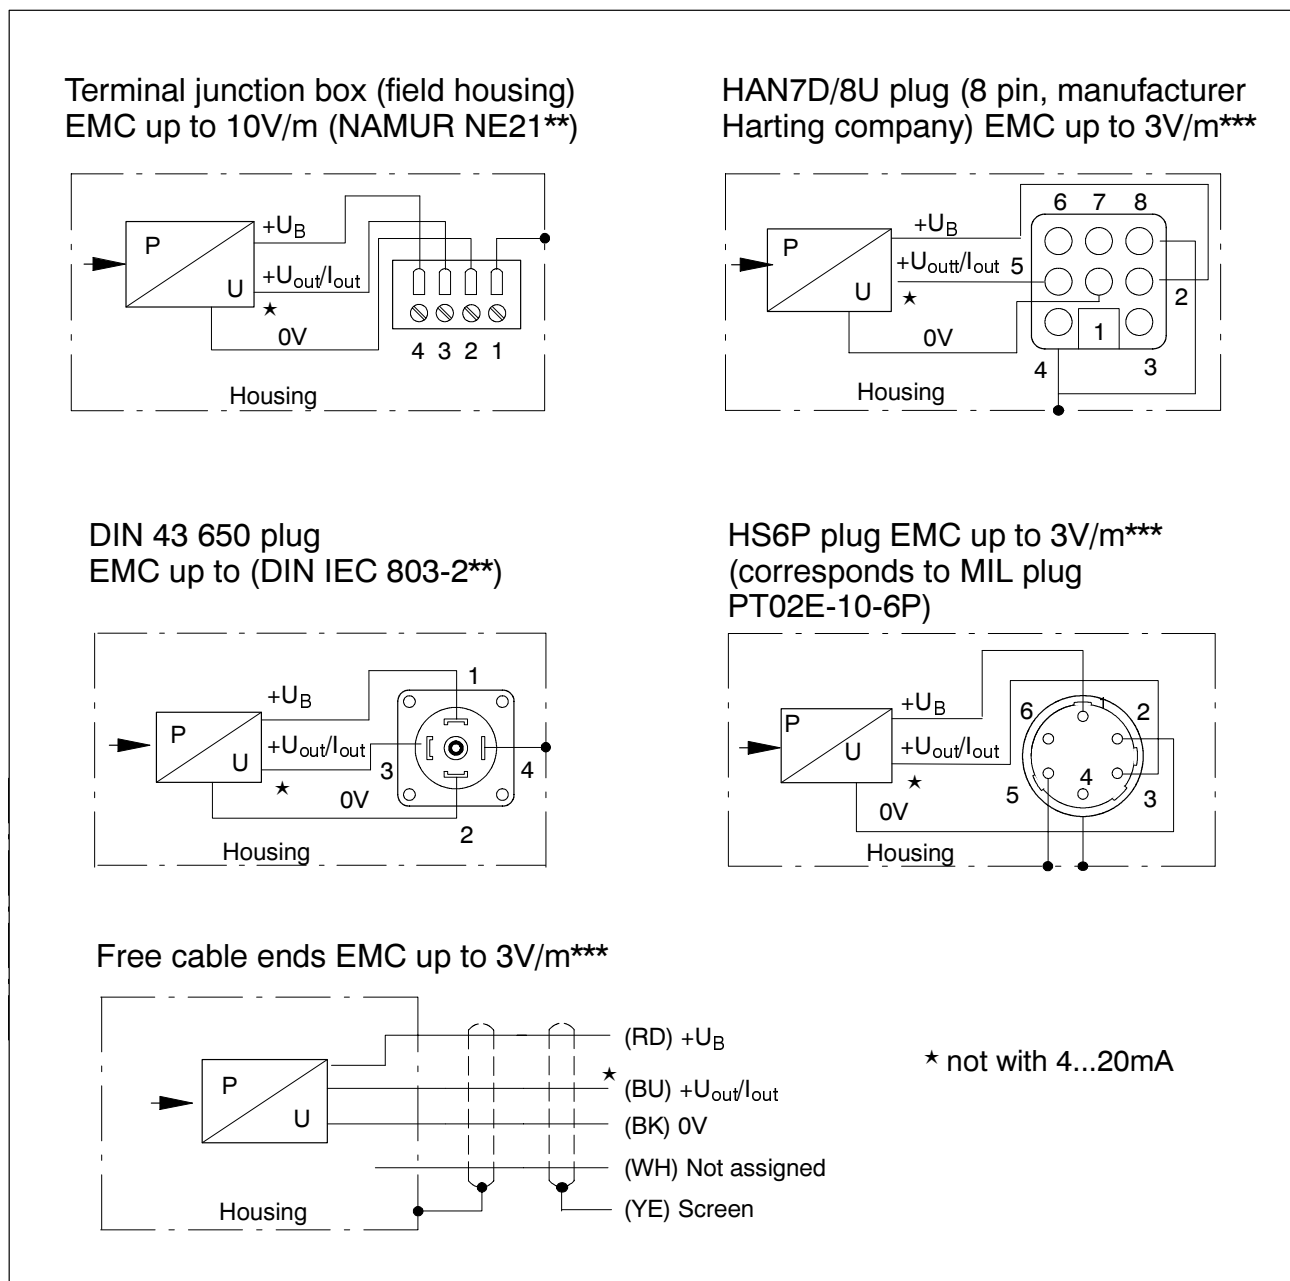 Terminal junction box (field housing)
EMC up to 10V/m (NAMUR NE21**)
+UB
+Uout/Iout
★
0V
P
U
4 3 2 1
Housing
HAN7D/8U plug (8 pin, manufacturer
Harting company) EMC up to 3V/m***
6 7 8
+UB
+Uoutt/Iout
★
0V
P
U
5
2
1
4
3
Housing
DIN 43 650 plug
EMC up to (DIN IEC 803-2**)
1
+UB
+Uout/Iout
★
0V
P
U
3
4
2
Housing
HS6P plug EMC up to 3V/m***
(corresponds to MIL plug
PT02E-10-6P)
+UB
+Uout/Iout
★
0V
P
U
6
1
2
5
4
3
Housing
Free cable ends EMC up to 3V/m***
P
U
(RD) +UB
★
(BU) +Uout/Iout
(BK) 0V
(WH) Not assigned
(YE) Screen
Housing
★ not with 4...20mA